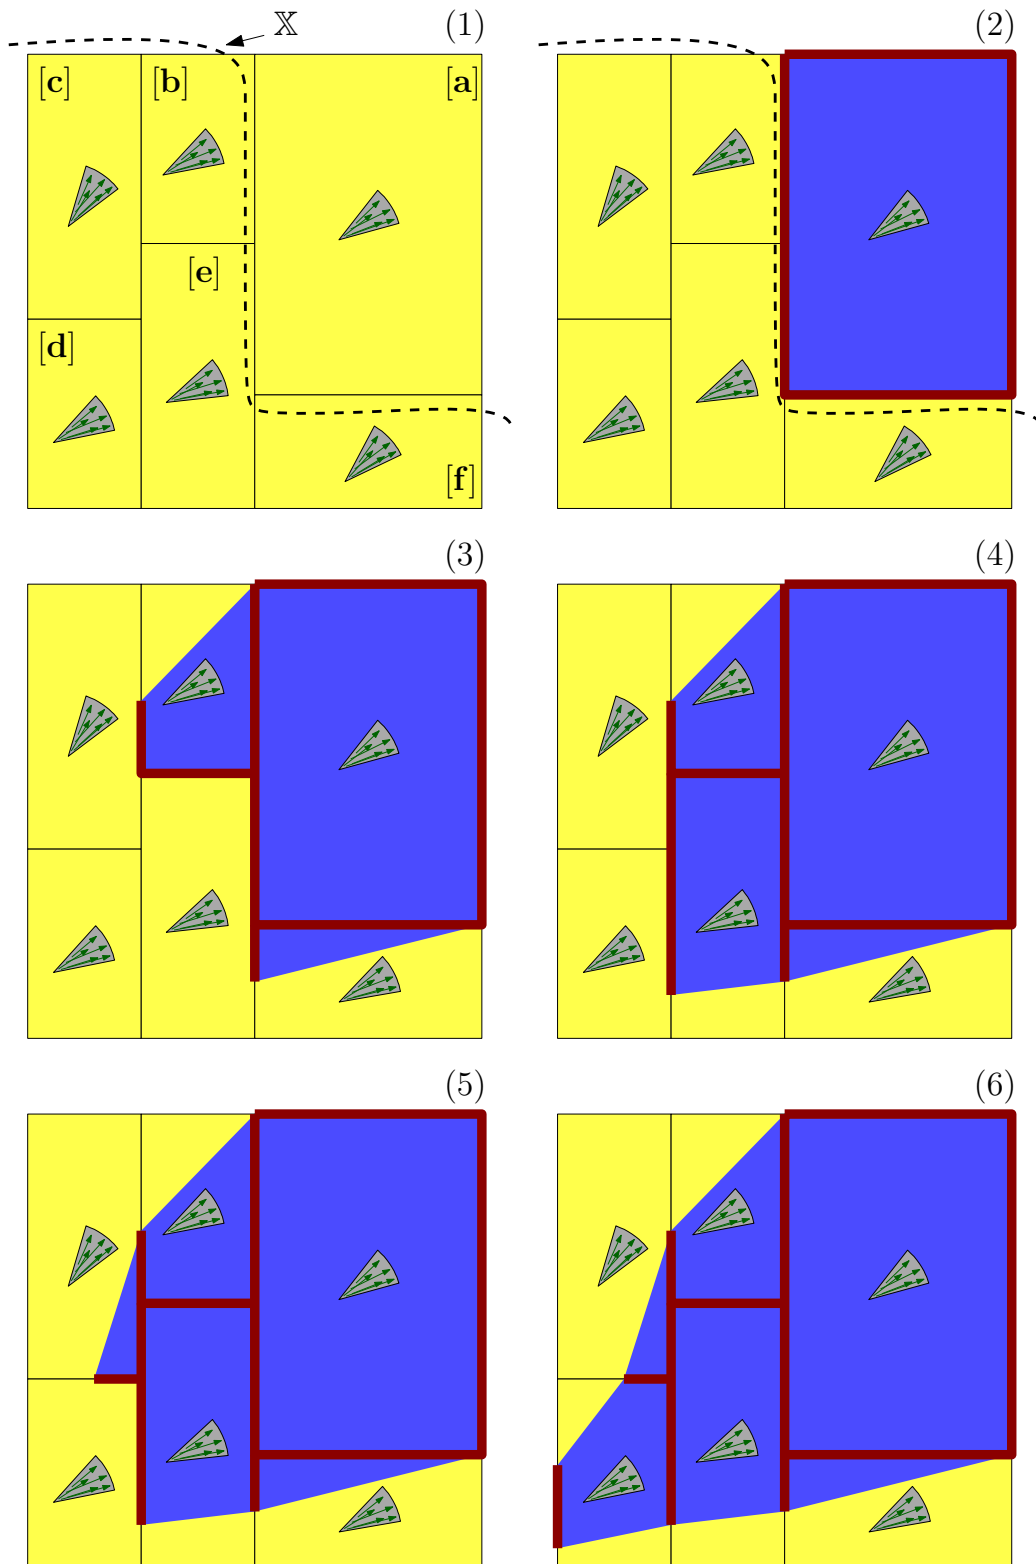 𝕏 (1) (2)
[c] [b] [a]
[e]
[d]
[f]
(3) (4)
(5) (6)